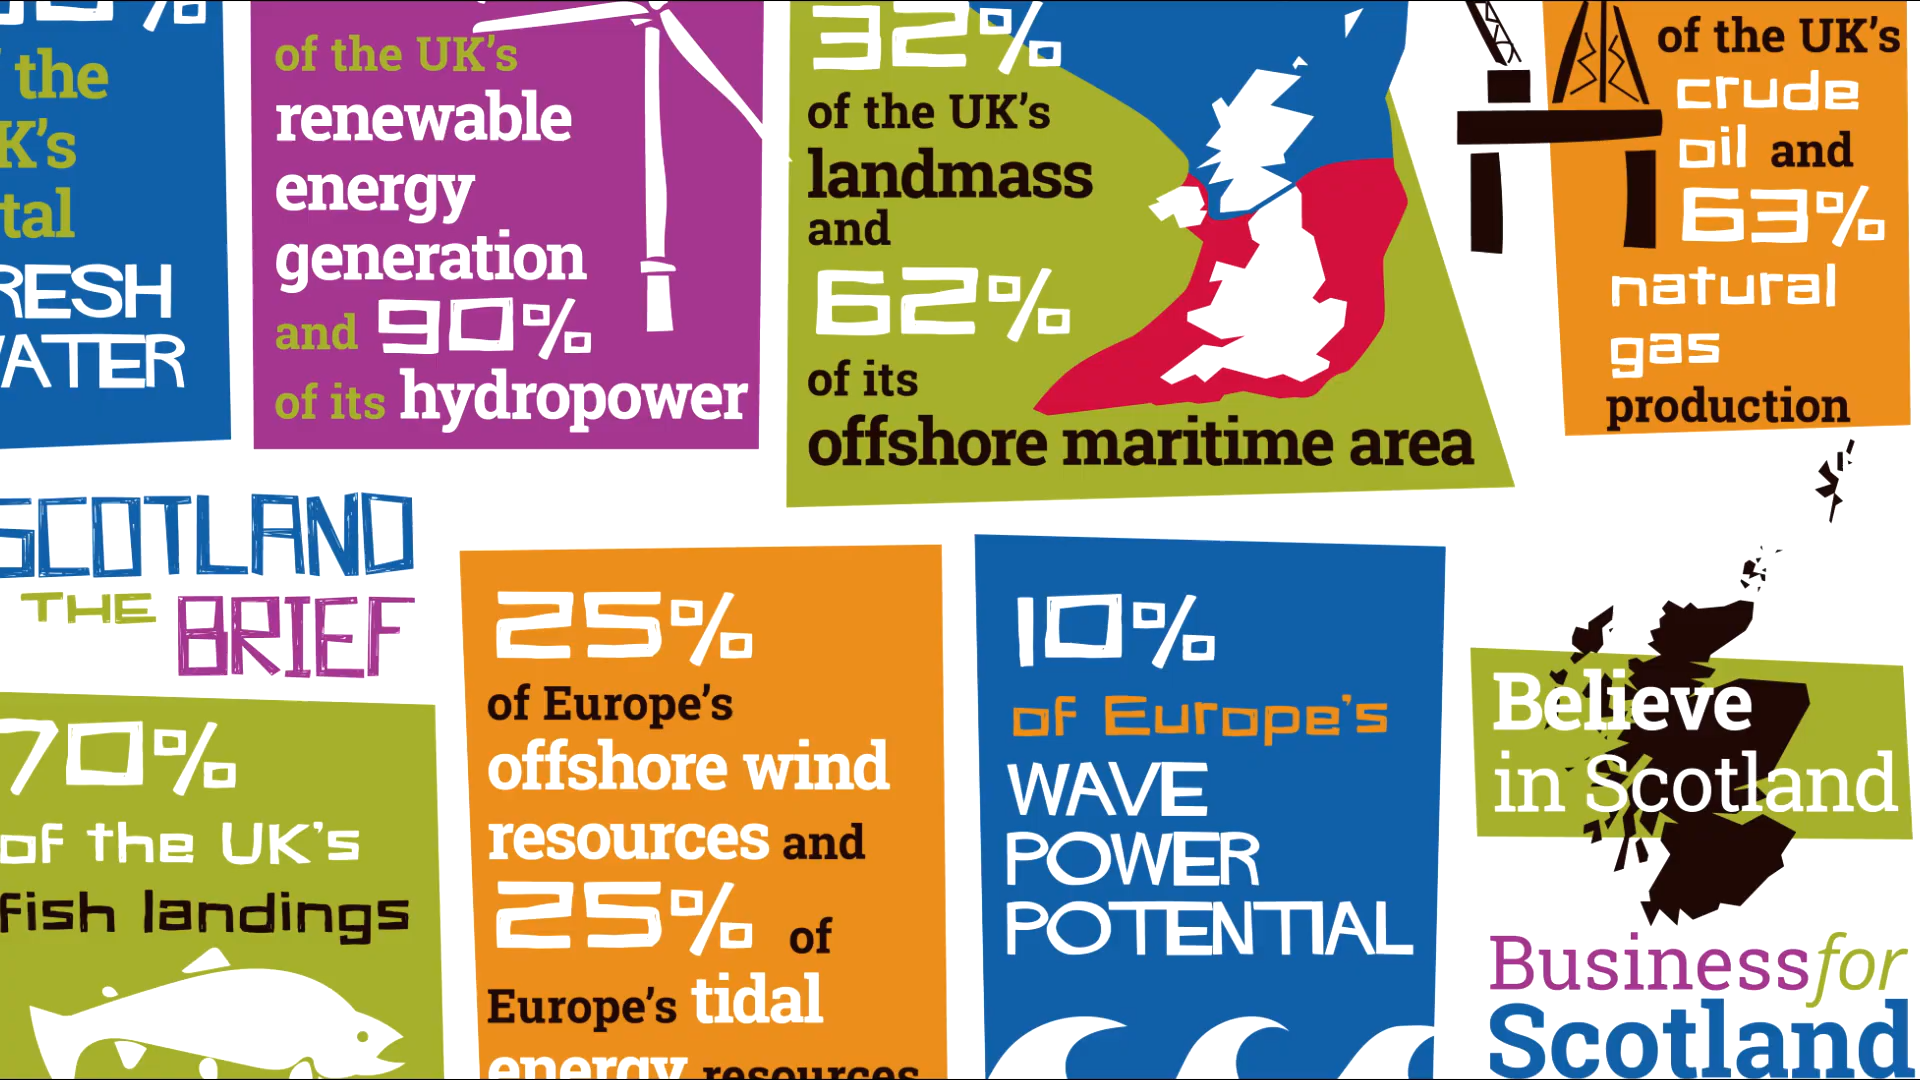 the
K's
tal
RESH
ATER
of the UK's
renewable
energy
generation
and 90%
of its hydropower
32%
of the UK's
landmass
and
62%
of its
offshore maritime area
of the UK's
crude
oil and
63%
natural
gas
production
SCOTLAND
THE BRIEF
70%
of the UK's
fish landings
25%
of Europe's
offshore wind
resources and
25% of
Europe's tidal
energy resources
10%
of Europe's
WAVE
POWER
POTENTIAL
Believe
in Scotland
Business for
Scotland